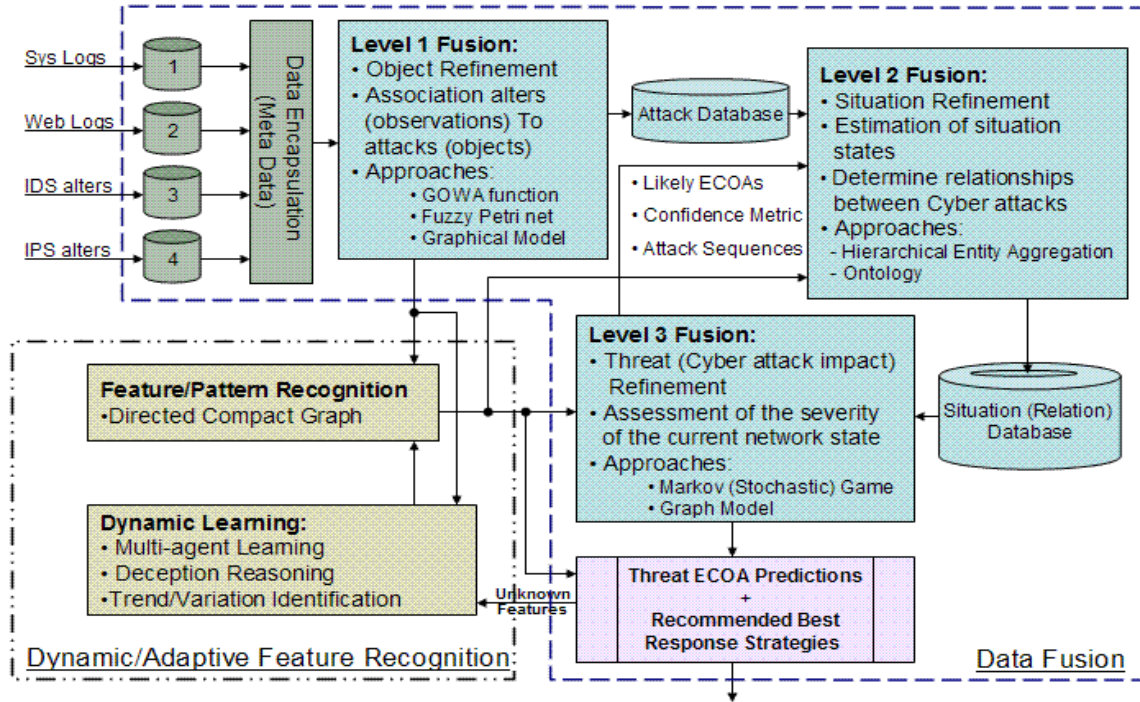 Sys Logs
1
Web Logs
2
IDS alters
3
IPS alters
4
Data Encapsulation
(Meta Data)
Level 1 Fusion:
• Object Refinement
• Association alters
(observations) To
attacks (objects)
• Approaches:
• GOWA function
• Fuzzy Petri net
• Graphical Model
Attack Database
Level 2 Fusion:
• Situation Refinement
• Estimation of situation
states
• Determine relationships
between Cyber attacks
• Approaches:
- Hierarchical Entity Aggregation
- Ontology
• Likely ECOAs
• Confidence Metric
• Attack Sequences
Level 3 Fusion:
• Threat (Cyber attack impact)
Refinement
• Assessment of the severity
of the current network state
• Approaches:
• Markov (Stochastic) Game
• Graph Model
Situation (Relation)
Database
Feature/Pattern Recognition
•Directed Compact Graph
Dynamic Learning:
• Multi-agent Learning
• Deception Reasoning
• Trend/Variation Identification
Unknown
Features
Threat ECOA Predictions
+
Recommended Best
Response Strategies
Dynamic/Adaptive Feature Recognition
Data Fusion